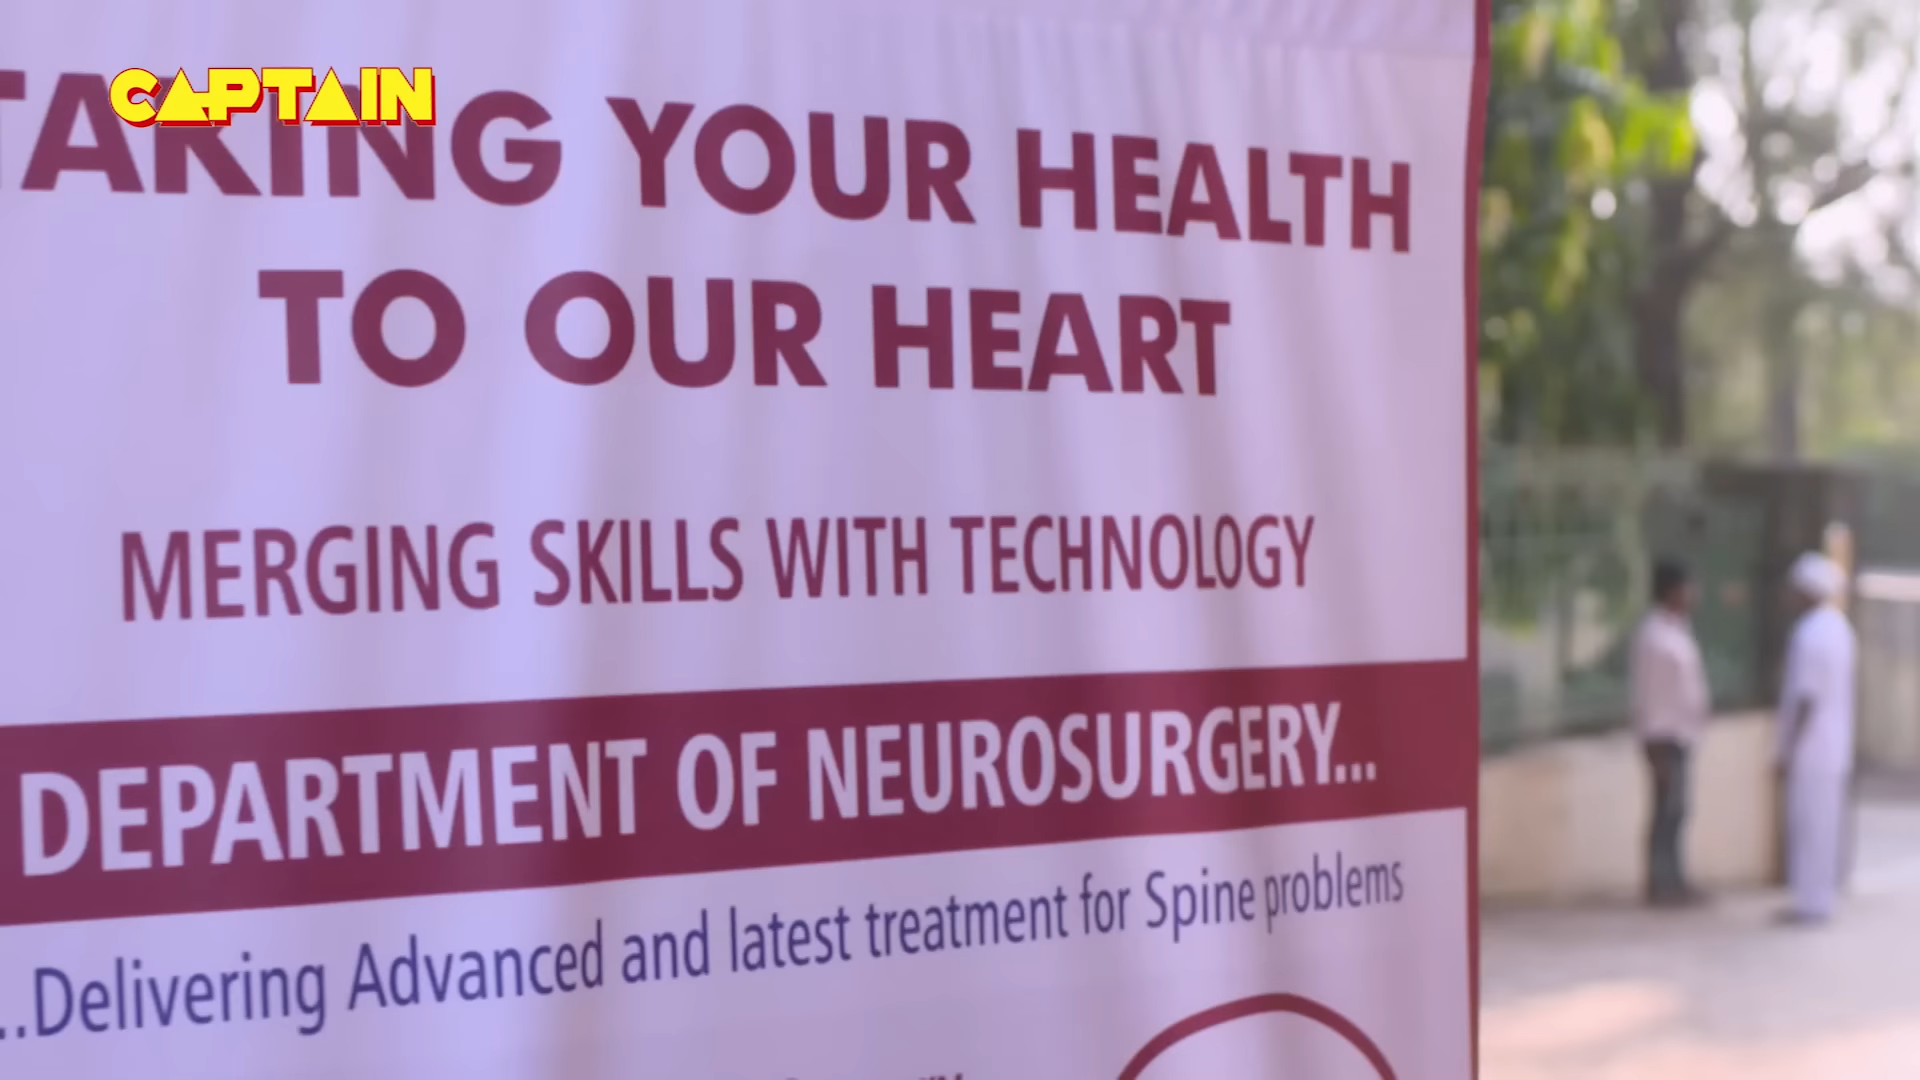 CAPTAIN
TAKING YOUR HEALTH
TO OUR HEART
MERGING SKILLS WITH TECHNOLOGY
DEPARTMENT OF NEUROSURGERY...
..Delivering Advanced and latest treatment for Spine problems